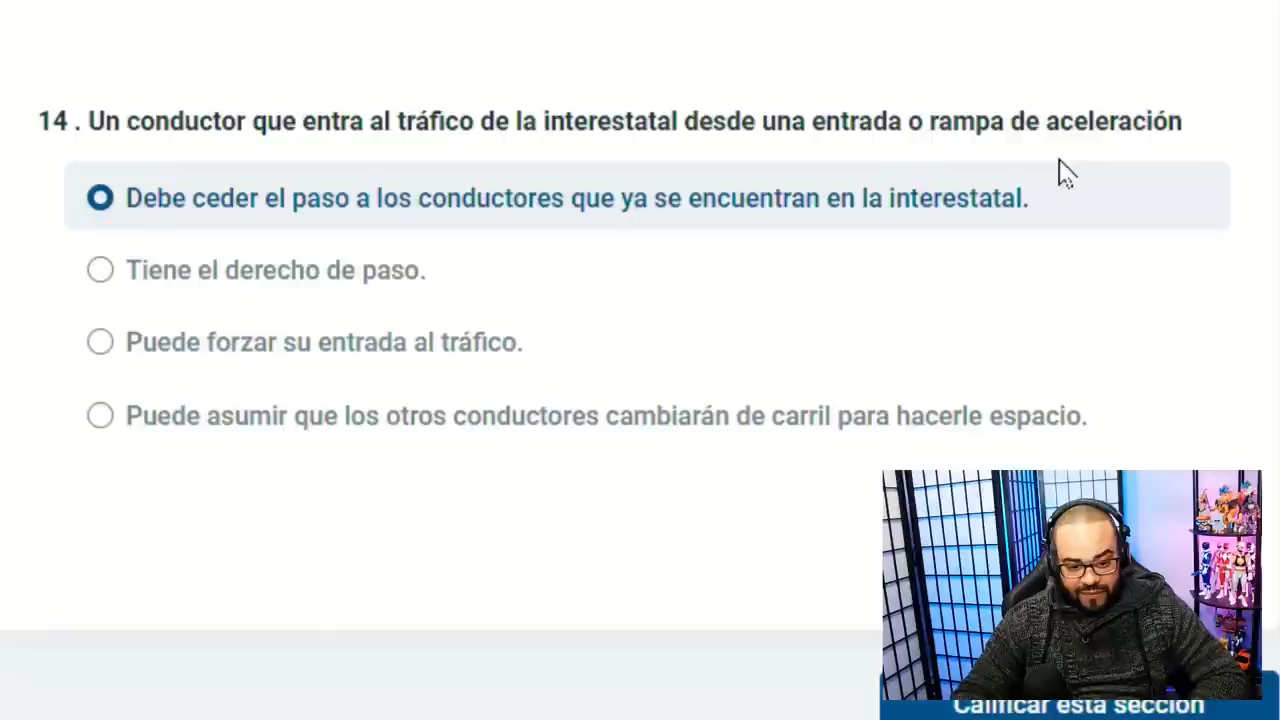 14 . Un conductor que entra al tráfico de la interestatal desde una entrada o rampa de aceleración
Debe ceder el paso a los conductores que ya se encuentran en la interestatal.
Tiene el derecho de paso.
Puede forzar su entrada al tráfico.
Puede asumir que los otros conductores cambiarán de carril para hacerle espacio.
Calificar esta sección